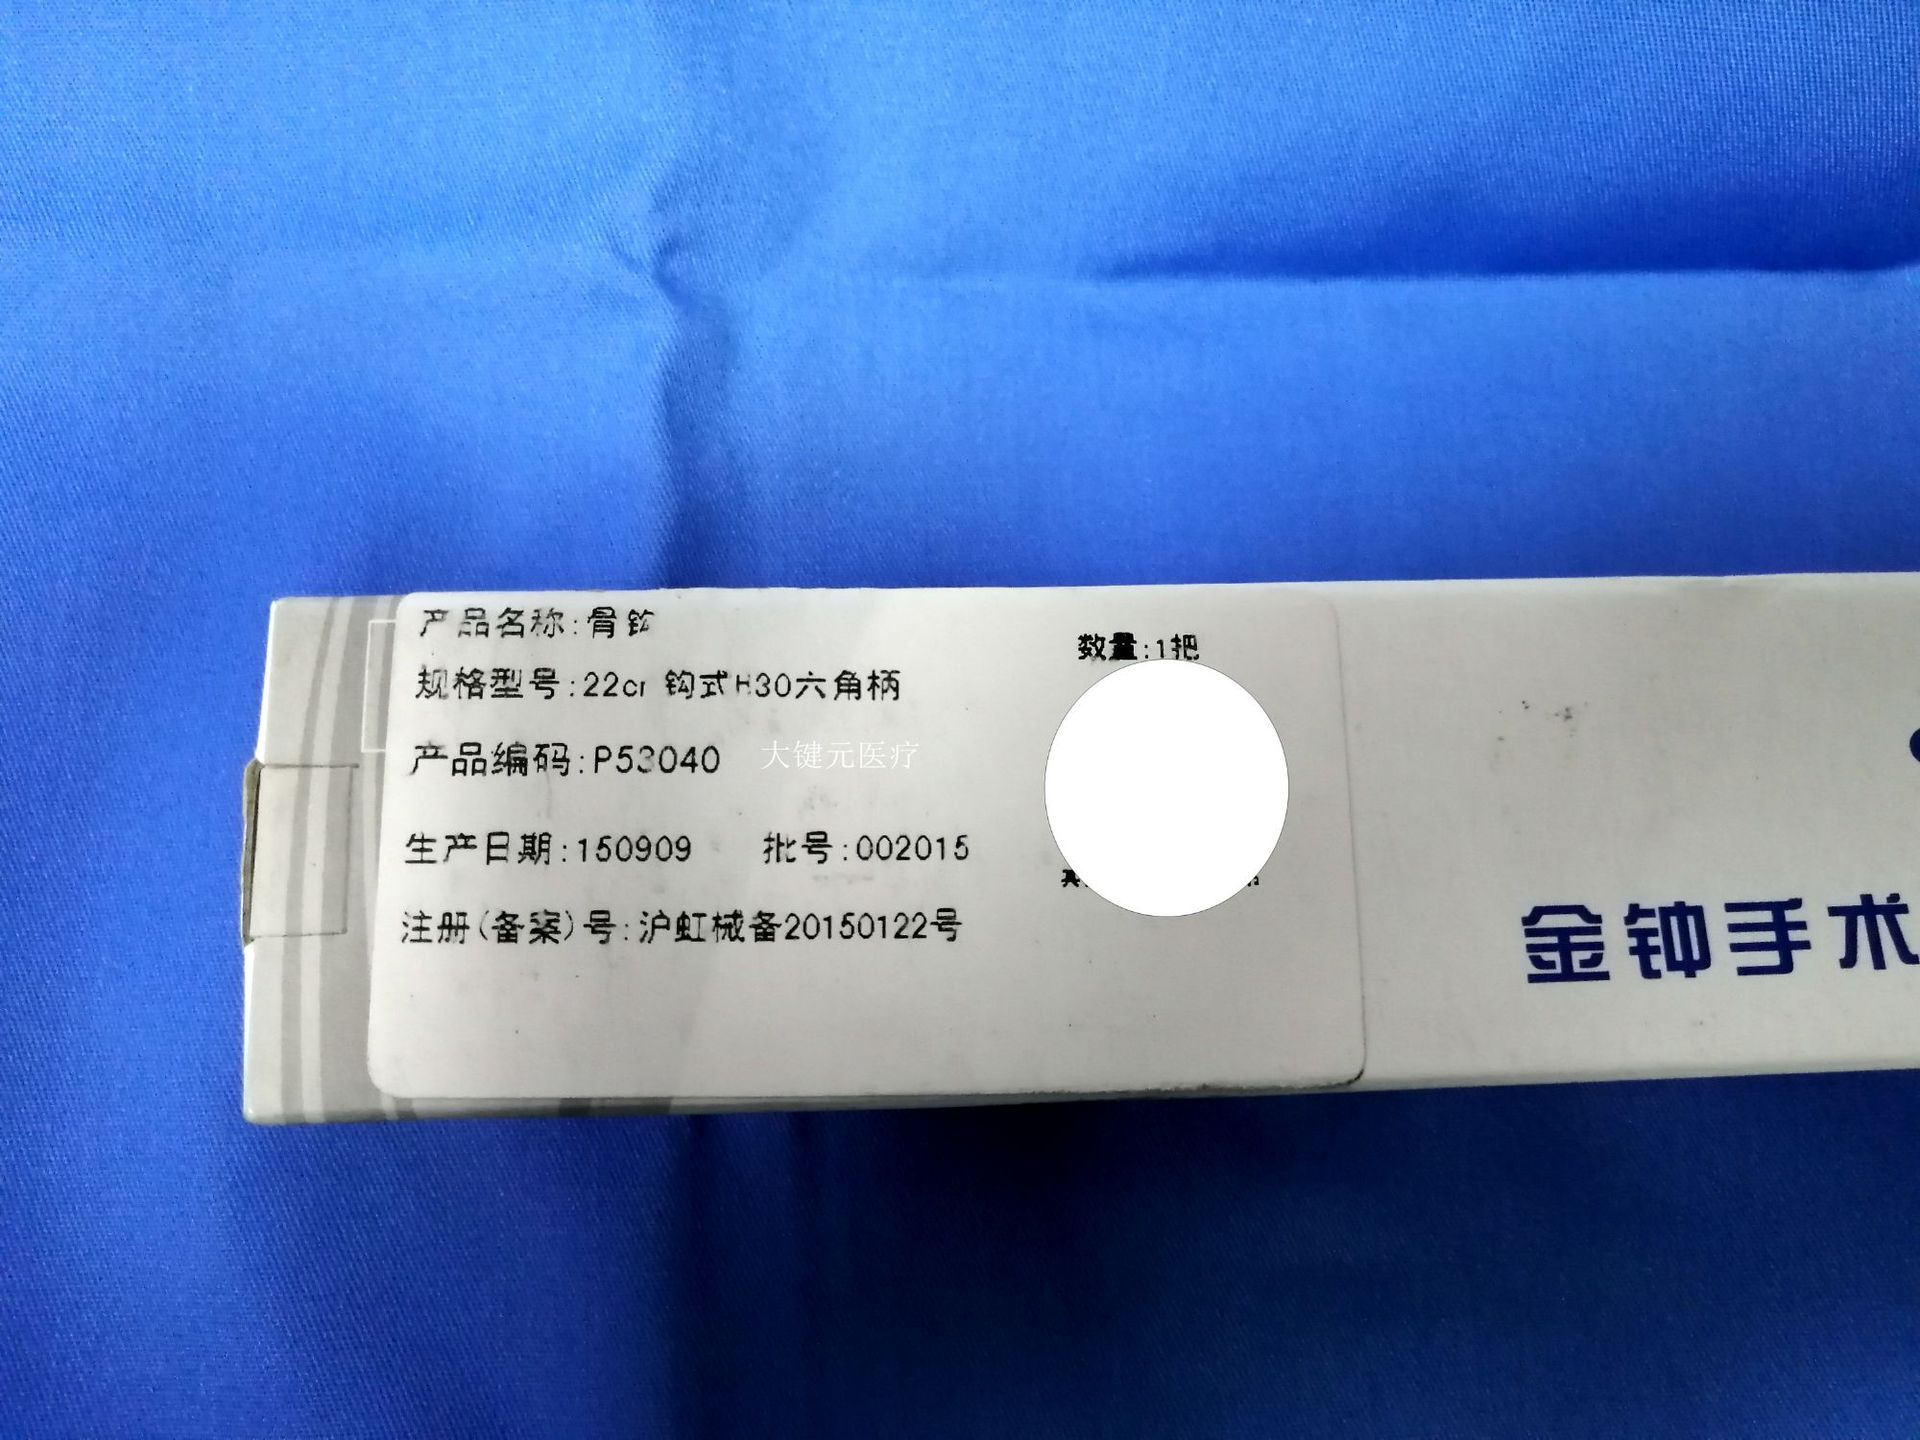 产品名称:骨钩
数量:1把
规格型号:22cm 钩式H30六角柄
产品编码:P53040
大键元医疗
生产日期:150909 批号:002015
注册(备案)号:沪虹械备20150122号
金钟手术